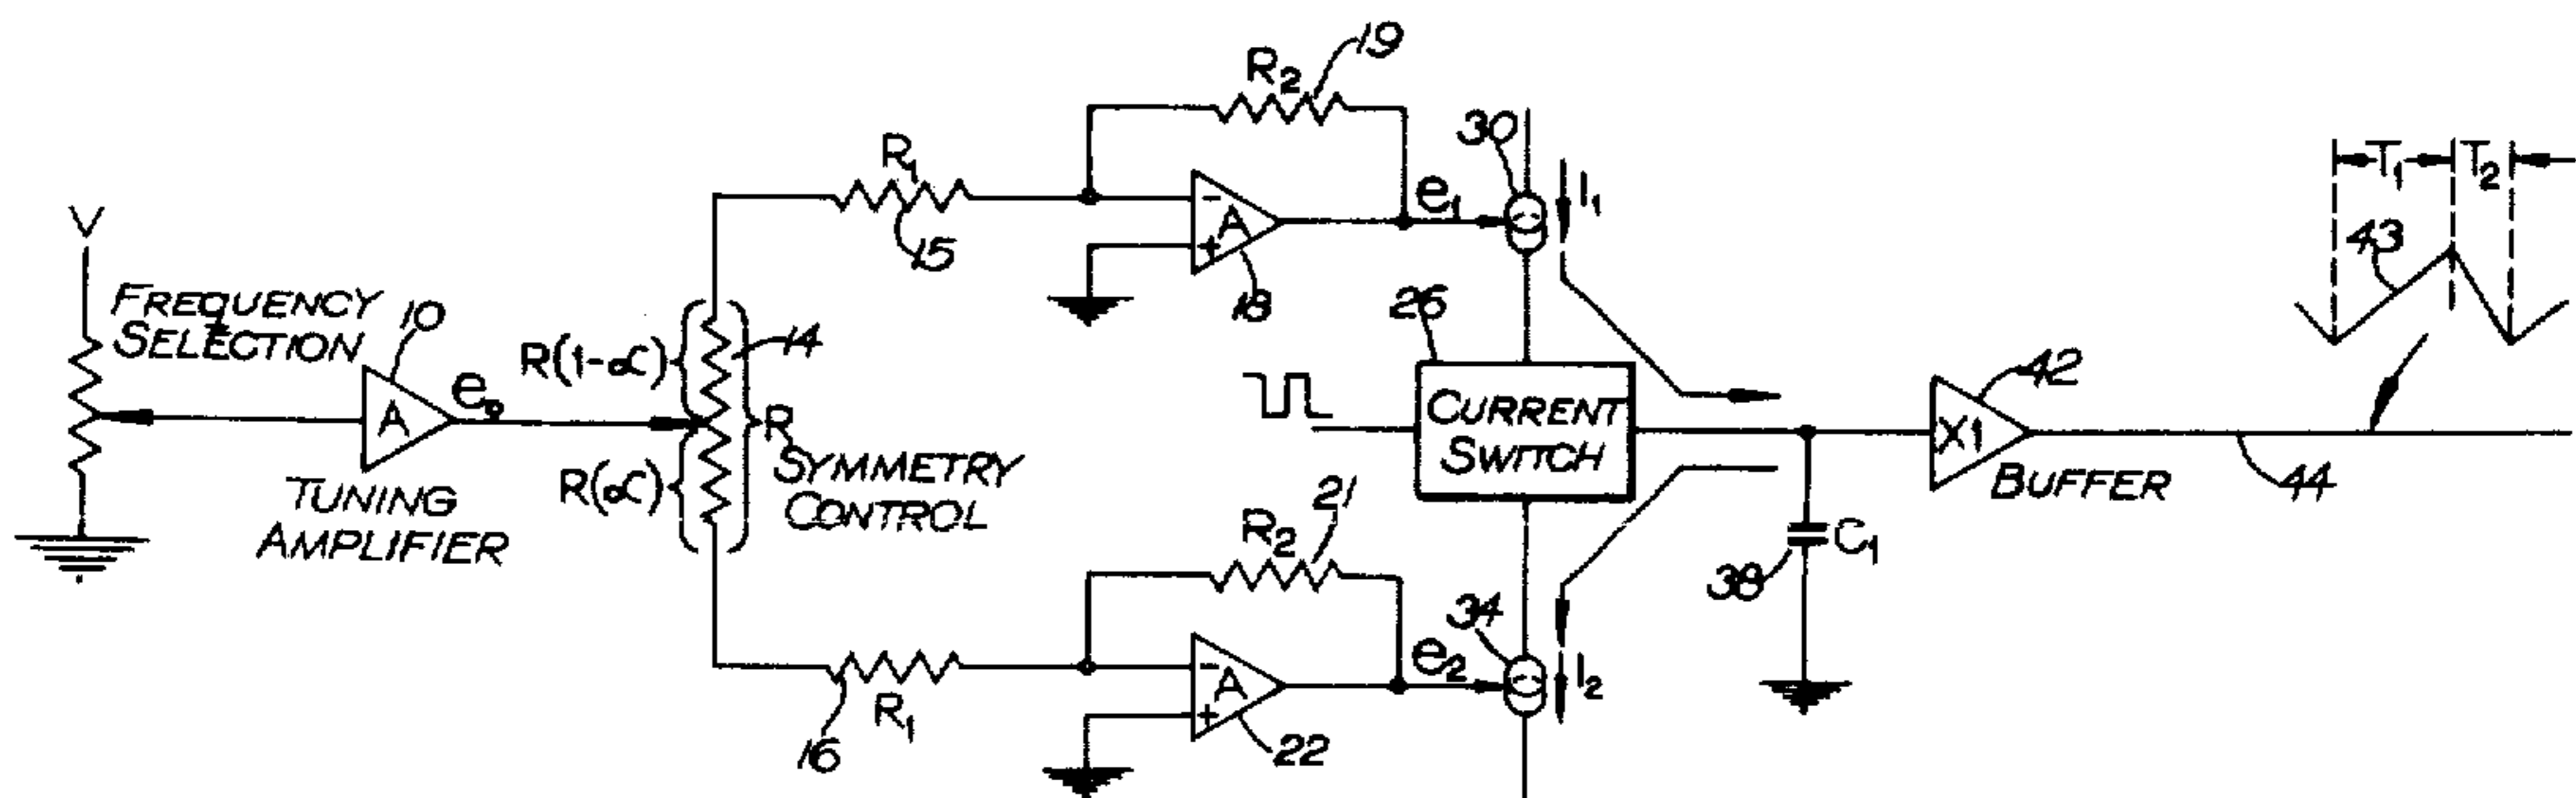 V
FREQUENCY
SELECTION
10
A
e₀
TUNING
AMPLIFIER
R(1-α)
R(α)
14
R
SYMMETRY
CONTROL
R₁
15
R₂
19
A
-
+
18
e₁
30
I₁
26
CURRENT
SWITCH
16
R₁
R₂
21
A
-
+
22
e₂
34
I₂
38
C₁
X1
42
BUFFER
44
43
T₁
T₂